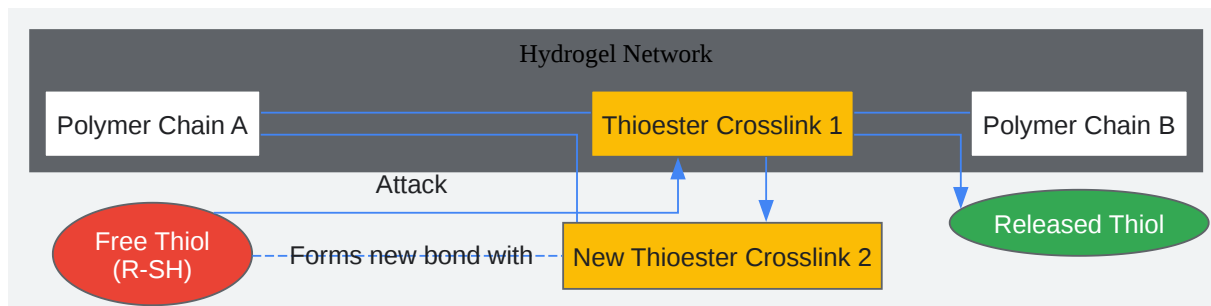 Hydrogel Network
Polymer Chain A
Thioester Crosslink 1
Polymer Chain B
Attack
Free Thiol
(R-SH)
Forms new bond with
New Thioester Crosslink 2
Released Thiol